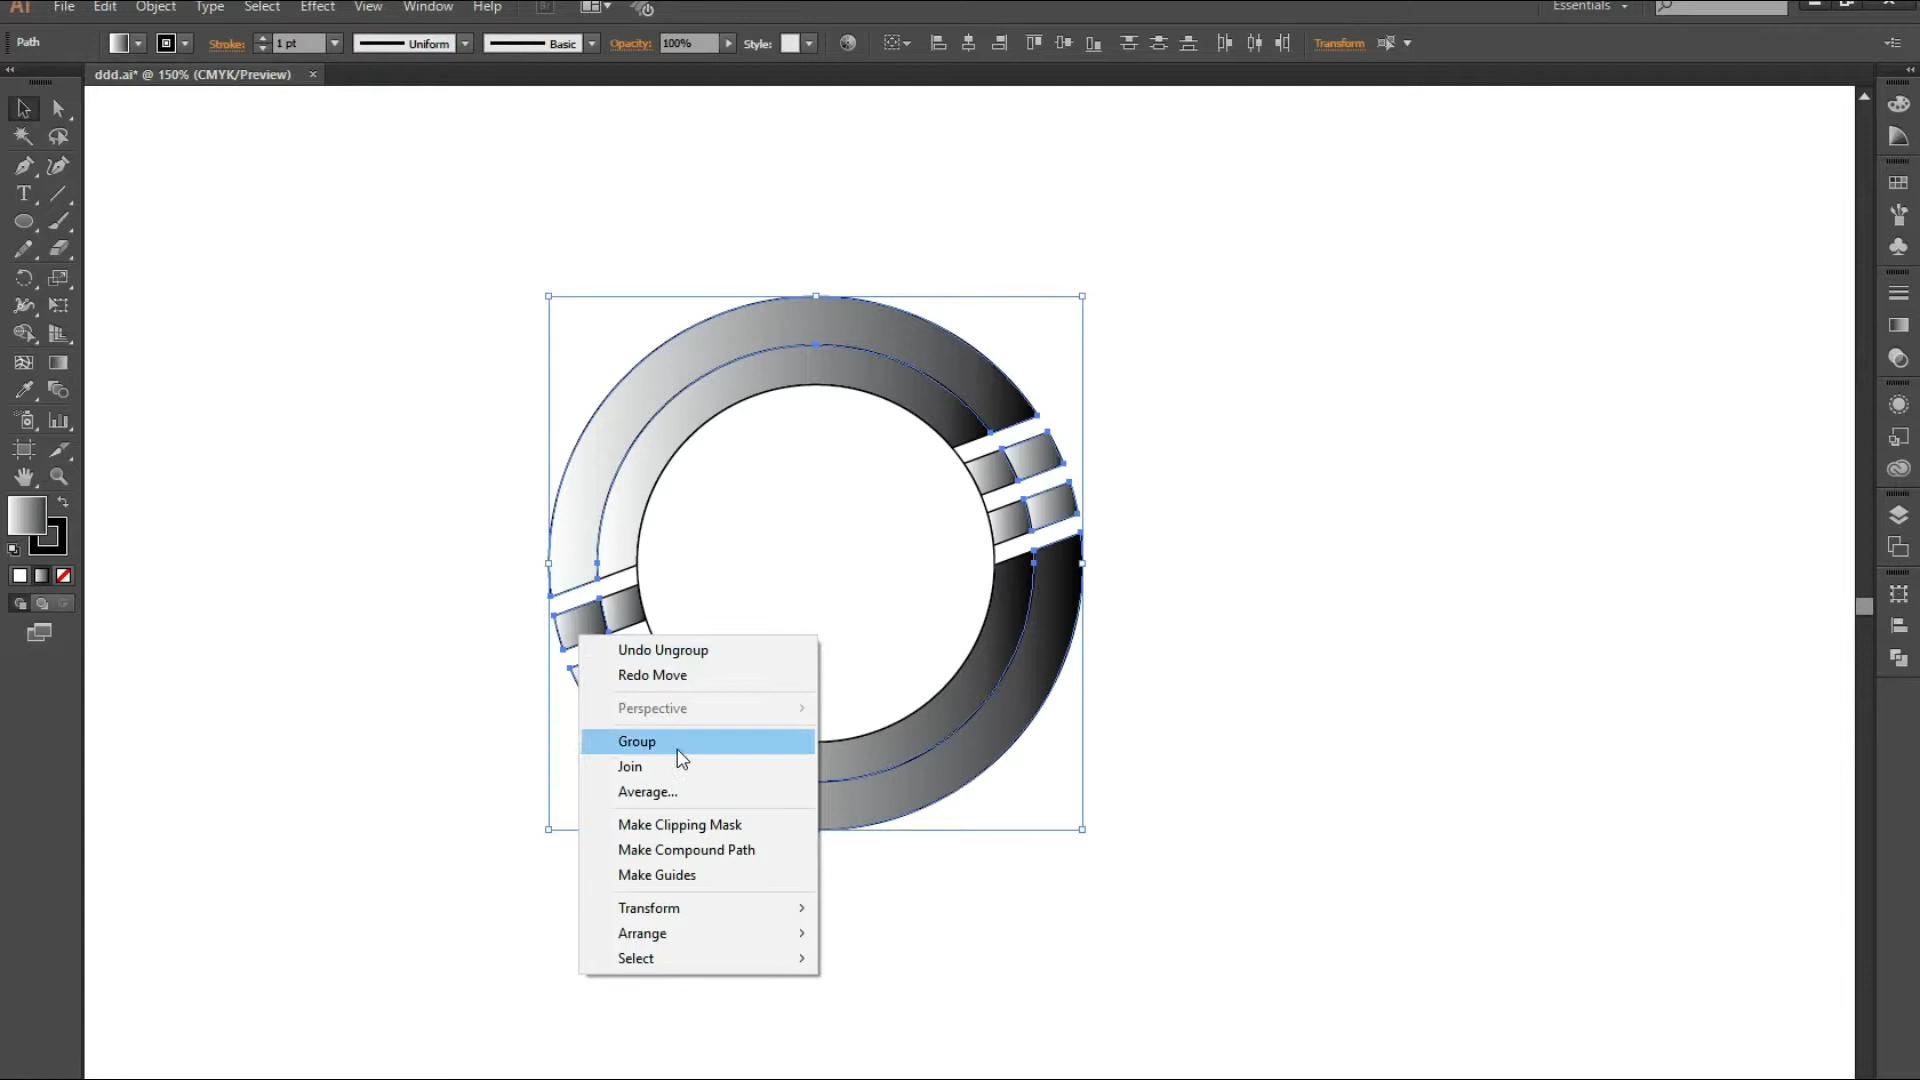 Ai File Edit Object Type Select Effect View Window Help Br Essentials
Path Stroke: 1 pt Uniform Basic Opacity: 100% Style: Transform
ddd.ai* @ 150% (CMYK/Preview)
Undo Ungroup
Redo Move
Perspective
Group
Join
Average...
Make Clipping Mask
Make Compound Path
Make Guides
Transform
Arrange
Select